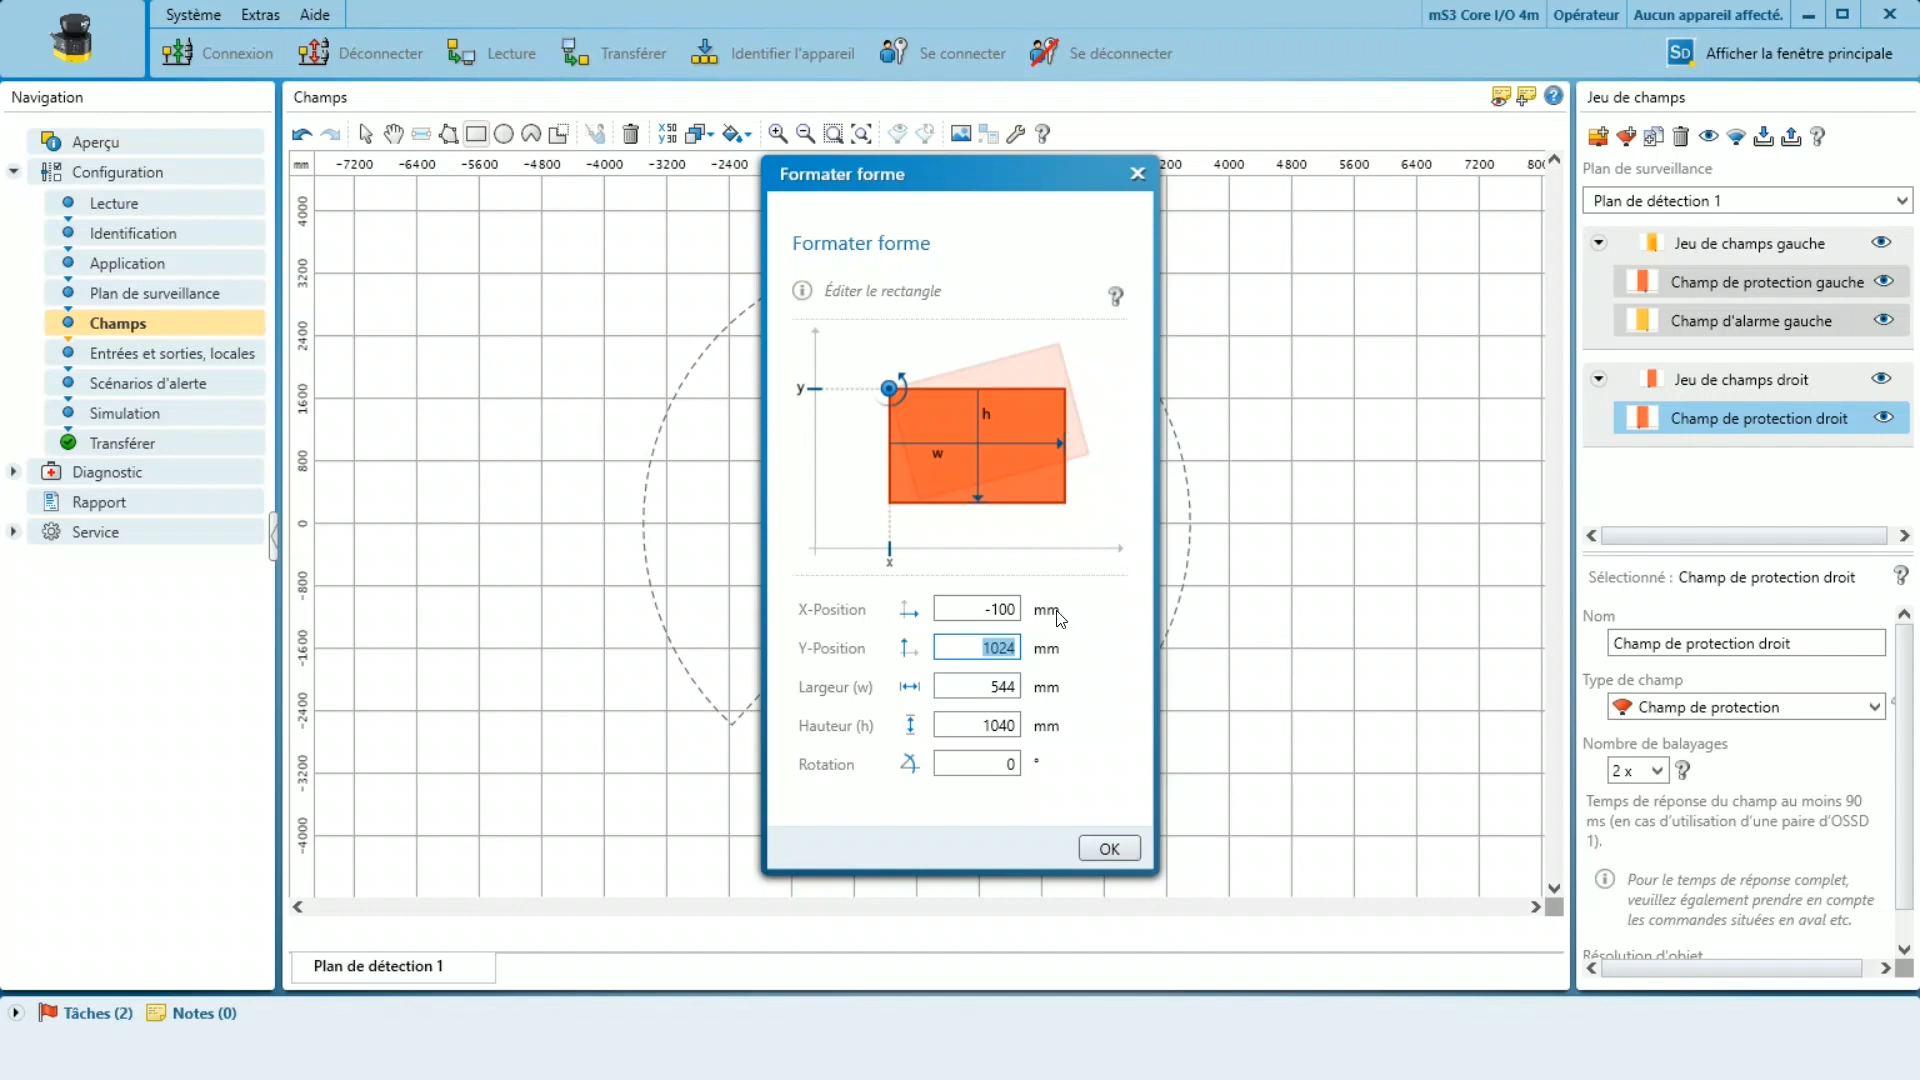 Système Extras Aide
mS3 Core I/O 4m Opérateur Aucun appareil affecté.
Connexion Déconnecter Lecture Transférer Identifier l'appareil Se connecter Se déconnecter
SD Afficher la fenêtre principale
Navigation
Aperçu
Configuration
Lecture
Identification
Application
Plan de surveillance
Champs
Entrées et sorties, locales
Scénarios d'alerte
Simulation
Transférer
Diagnostic
Rapport
Service
Champs
X50
y30
mm -7200 -6400 -5600 -4800 -4000 -3200 -2400 200 4000 4800 5600 6400 7200 80
4000
3200
2400
1600
800
0
-800
-1600
-2400
-3200
-4000
Formater forme
Formater forme
Éditer le rectangle
y
h
w
x
X-Position -100 mm
Y-Position 1024 mm
Largeur (w) 544 mm
Hauteur (h) 1040 mm
Rotation 0 °
OK
Plan de détection 1
Jeu de champs
Plan de surveillance
Plan de détection 1
Jeu de champs gauche
Champ de protection gauche
Champ d'alarme gauche
Jeu de champs droit
Champ de protection droit
Sélectionné : Champ de protection droit
Nom
Champ de protection droit
Type de champ
Champ de protection
Nombre de balayages
2 x
Temps de réponse du champ au moins 90
ms (en cas d'utilisation d'une paire d'OSSD
1).
Pour le temps de réponse complet,
veuillez également prendre en compte
les commandes situées en aval etc.
Résolution d'objet
Tâches (2) Notes (0)